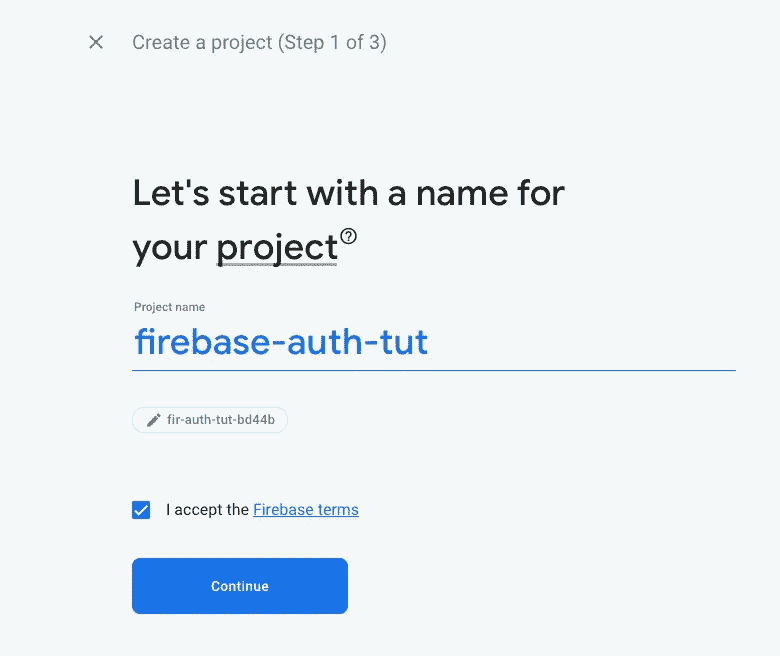 Create a project (Step 1 of 3)
Let's start with a name for
your project
Project name
firebase-auth-tut
fir-auth-tut-bd44b
I accept the Firebase terms
Continue